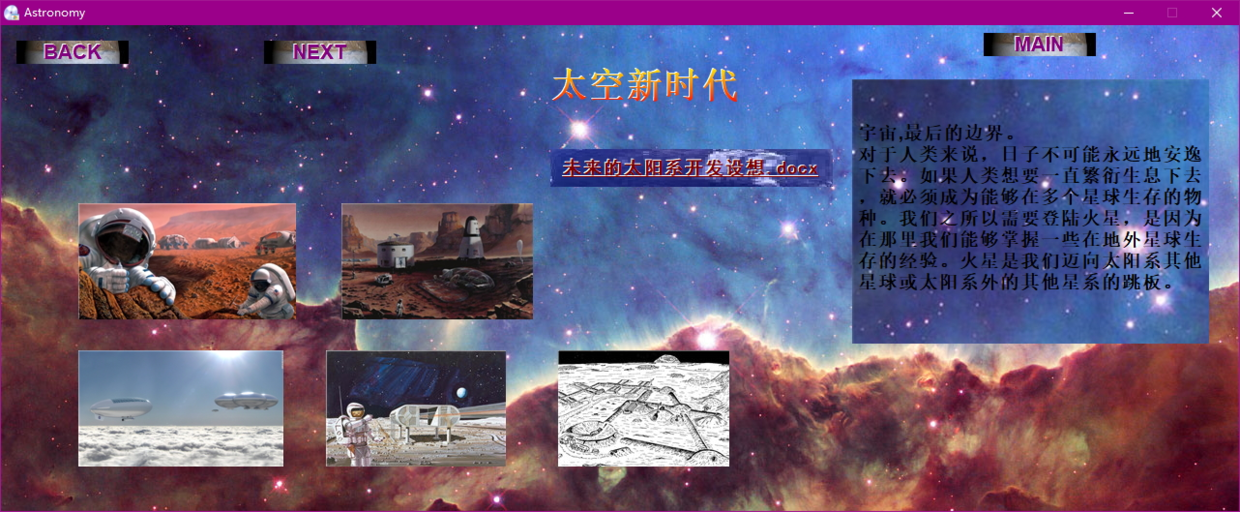 Astronomy
BACK
NEXT
MAIN
太空新时代
未来的太阳系开发设想.docx
宇宙,最后的边界。
对于人类来说，日子不可能永远地安逸
下去。如果人类想要一直繁衍生息下去
，就必须成为能够在多个星球生存的物
种。我们之所以需要登陆火星，是因为
在那里我们能够掌握一些在地外星球生
存的经验。火星是我们迈向太阳系其他
星球或太阳系外的其他星系的跳板。